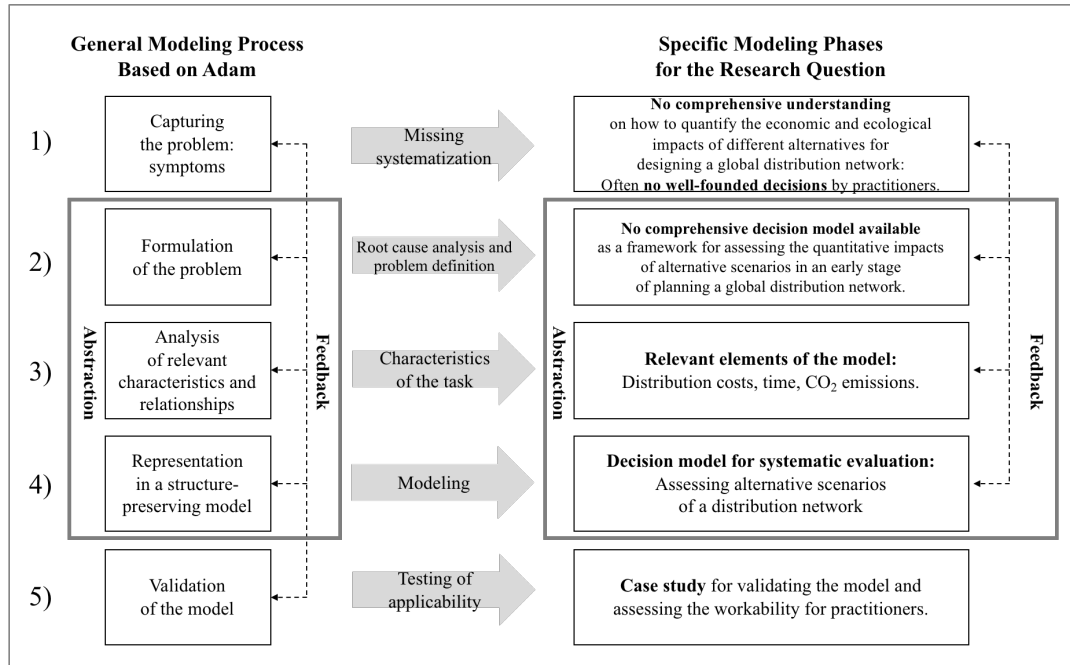 General Modeling Process
Based on Adam
Specific Modeling Phases
for the Research Question
1)
Capturing
the problem:
symptoms
Missing
systematization
No comprehensive understanding
on how to quantify the economic and ecological
impacts of different alternatives for
designing a global distribution network:
Often no well-founded decisions by practitioners.
2)
Formulation
of the problem
Root cause analysis and
problem definition
No comprehensive decision model available
as a framework for assessing the quantitative impacts
of alternative scenarios in an early stage
of planning a global distribution network.
Abstraction
Feedback
Abstraction
Feedback
3)
Analysis
of relevant
characteristics and
relationships
Characteristics
of the task
Relevant elements of the model:
Distribution costs, time, CO₂ emissions.
4)
Representation
in a structure-
preserving model
Modeling
Decision model for systematic evaluation:
Assessing alternative scenarios
of a distribution network
5)
Validation
of the model
Testing of
applicability
Case study for validating the model and
assessing the workability for practitioners.